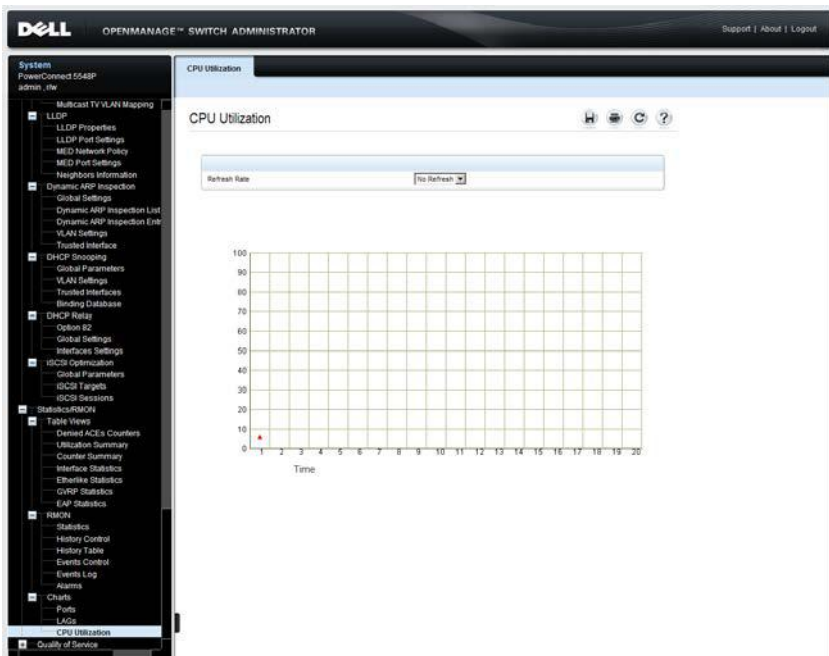 DELL
OPENMANAGE™ SWITCH ADMINISTRATOR
Support | About | Logout
System
PowerConnect 5548P
admin , r/w
CPU Utilization
Multicast TV VLAN Mapping
LLDP
LLDP Properties
LLDP Port Settings
MED Network Policy
MED Port Settings
Neighbors Information
Dynamic ARP Inspection
Global Settings
Dynamic ARP Inspection List
Dynamic ARP Inspection Entr
VLAN Settings
Trusted Interface
DHCP Snooping
Global Parameters
VLAN Settings
Trusted Interfaces
Binding Database
DHCP Relay
Option 82
Global Settings
Interfaces Settings
iSCSI Optimization
Global Parameters
iSCSI Targets
iSCSI Sessions
Statistics/RMON
Table Views
Denied ACEs Counters
Utilization Summary
Counter Summary
Interface Statistics
Etherlike Statistics
GVRP Statistics
EAP Statistics
RMON
Statistics
History Control
History Table
Events Control
Events Log
Alarms
Charts
Ports
LAGs
CPU Utilization
Quality of Service
CPU Utilization
?
Refresh Rate No Refresh
100
90
80
70
60
50
40
30
20
10
0
1 2 3 4 5 6 7 8 9 10 11 12 13 14 15 16 17 18 19 20
Time